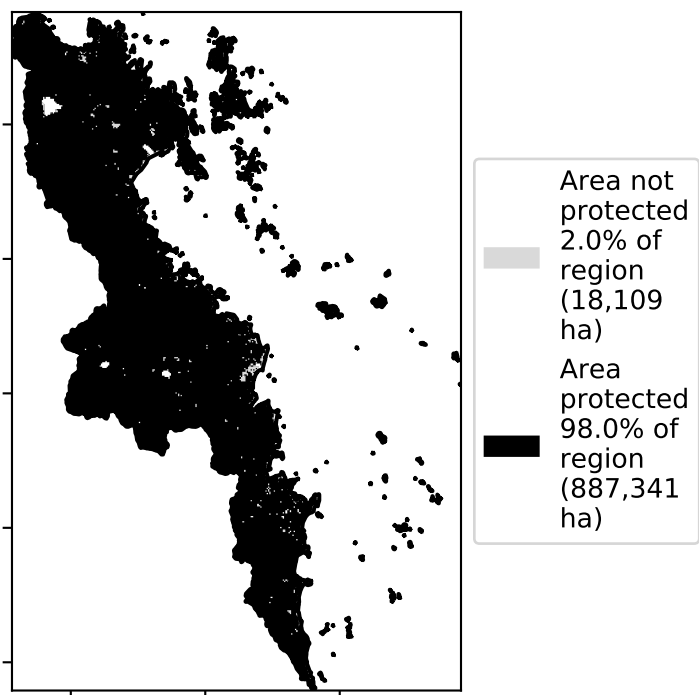 Area not
protected
2.0% of
region
(18,109
ha)
Area
protected
98.0% of
region
(887,341
ha)